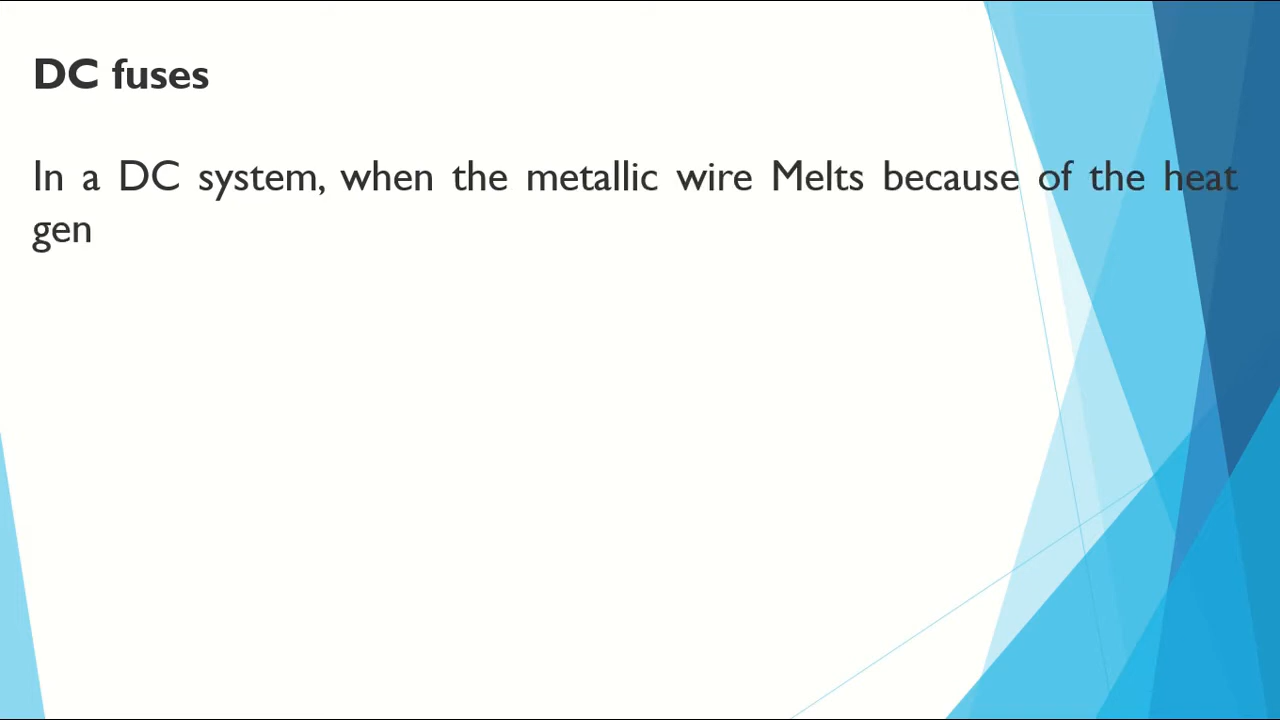 DC fuses
In a DC system, when the metallic wire Melts because of the heat
gen